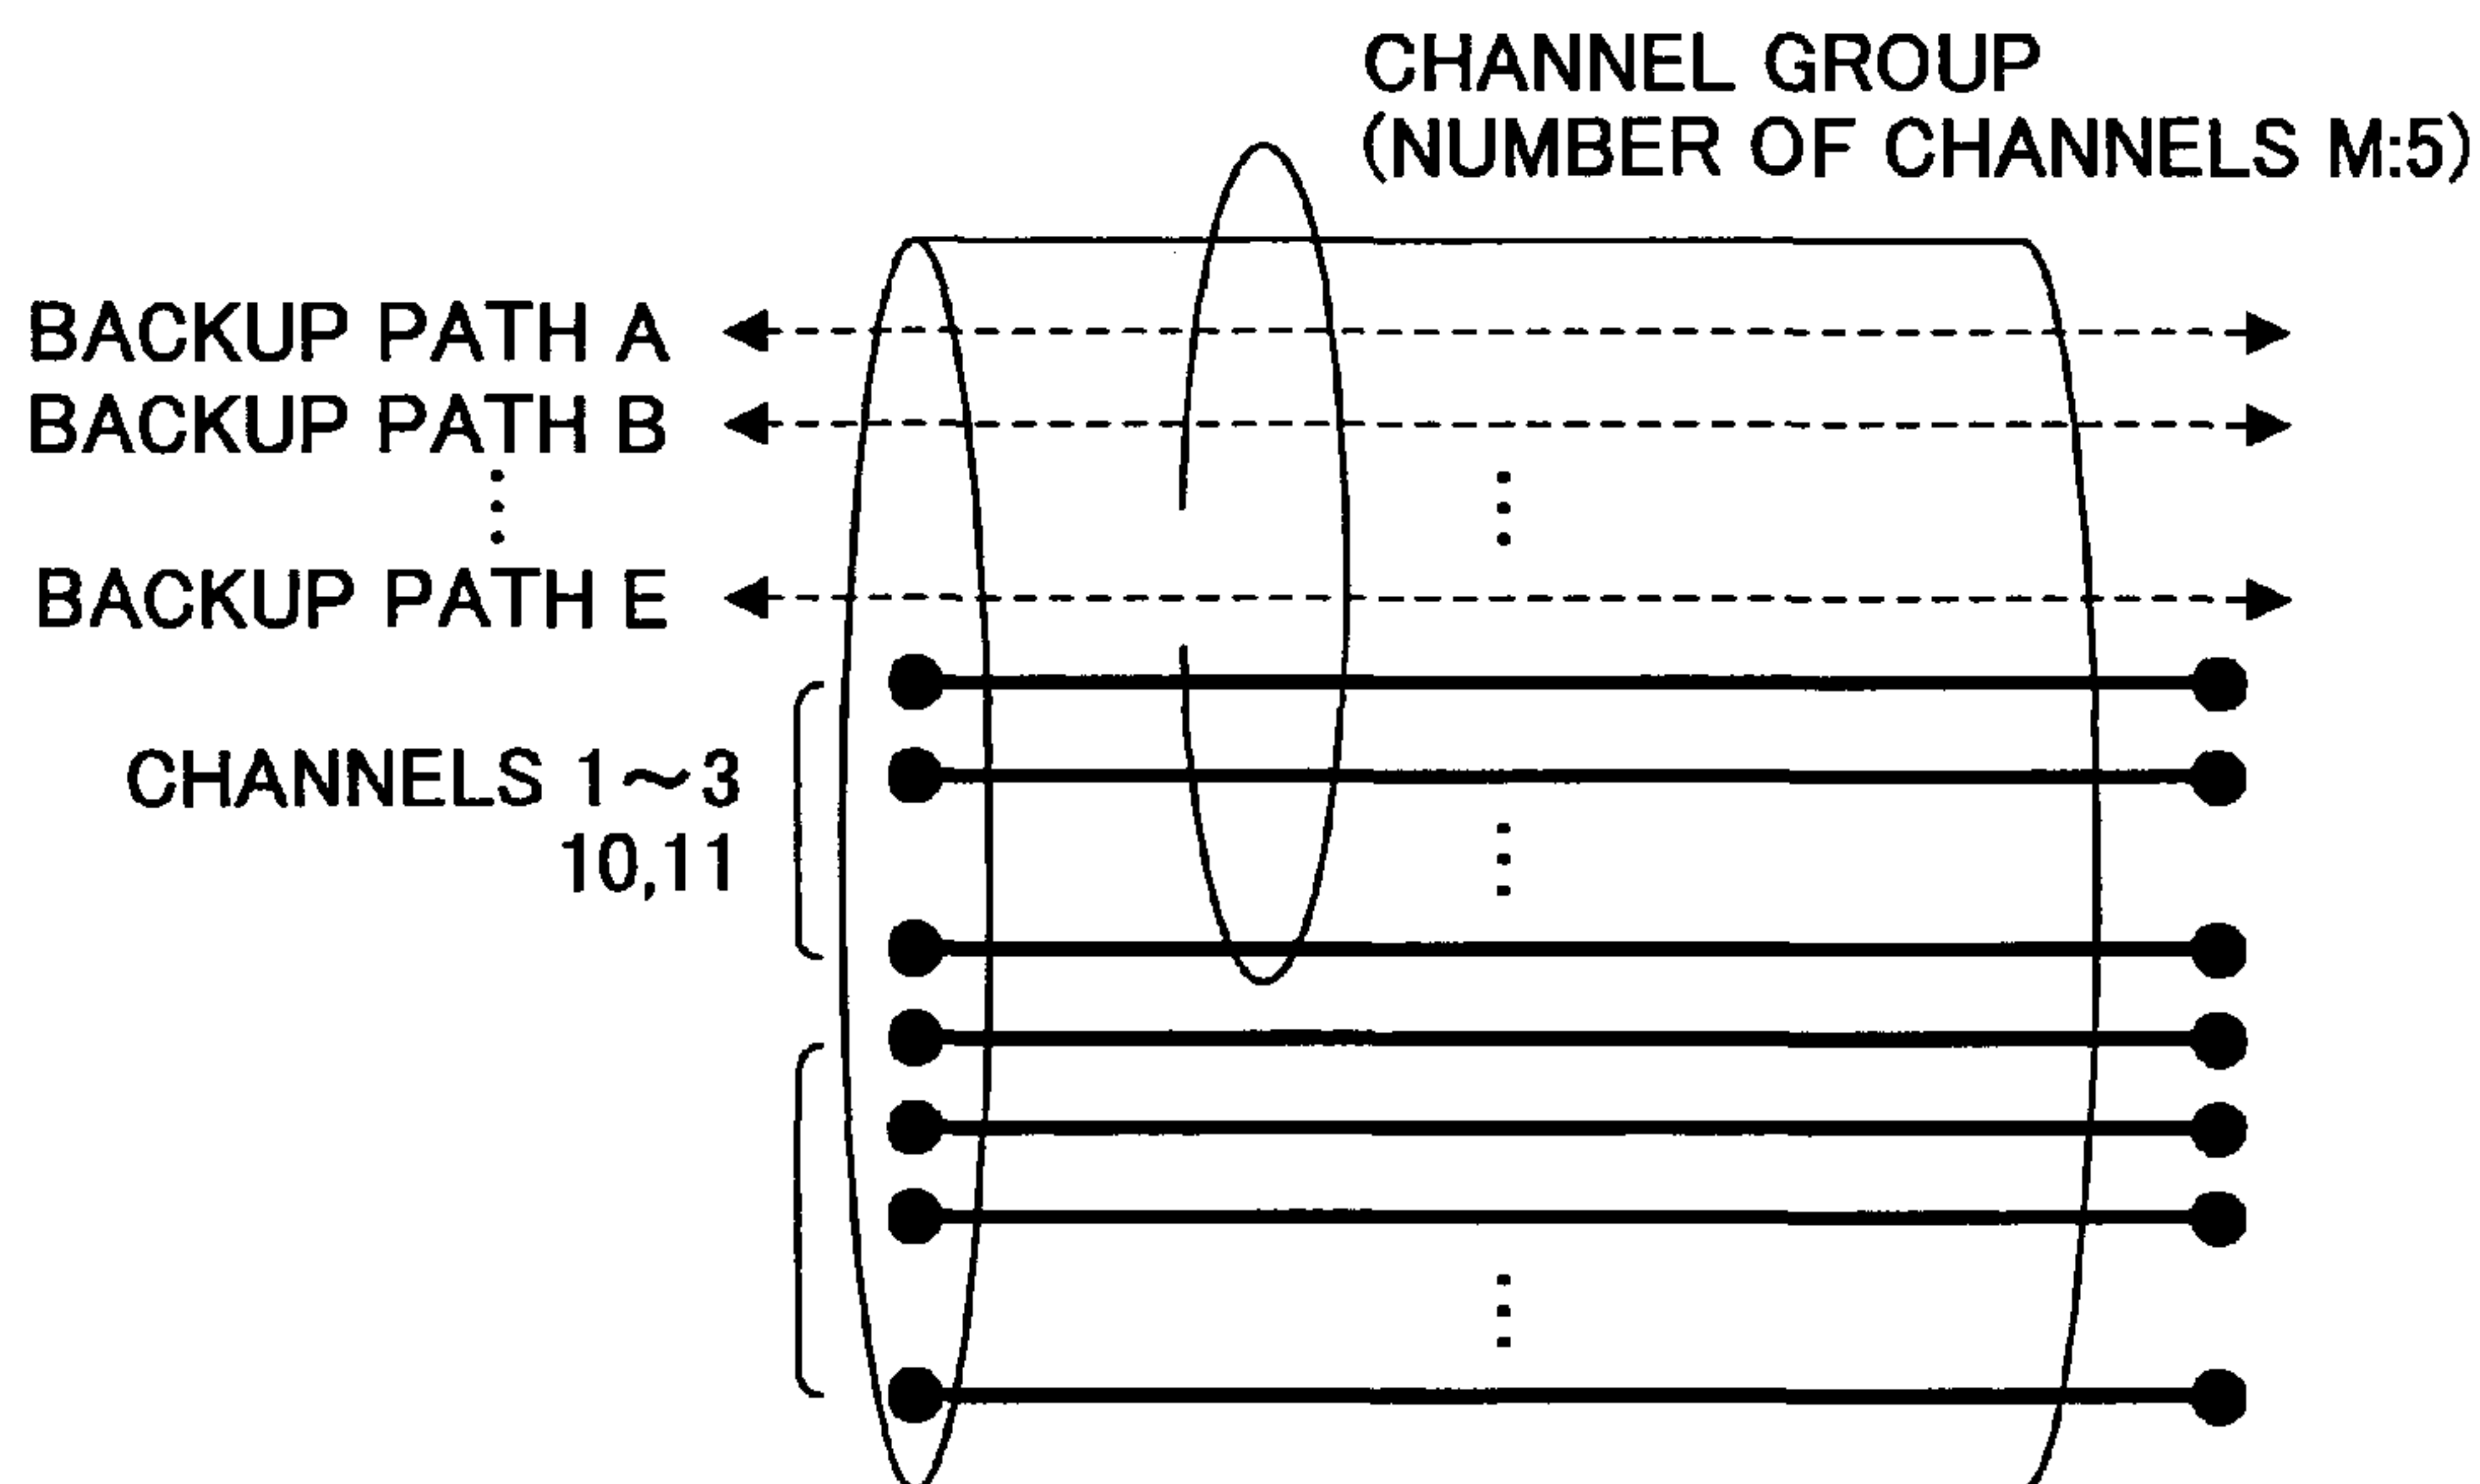 CHANNEL GROUP
(NUMBER OF CHANNELS M:5)
BACKUP PATH A
BACKUP PATH B
BACKUP PATH E
CHANNELS 1～3
10,11